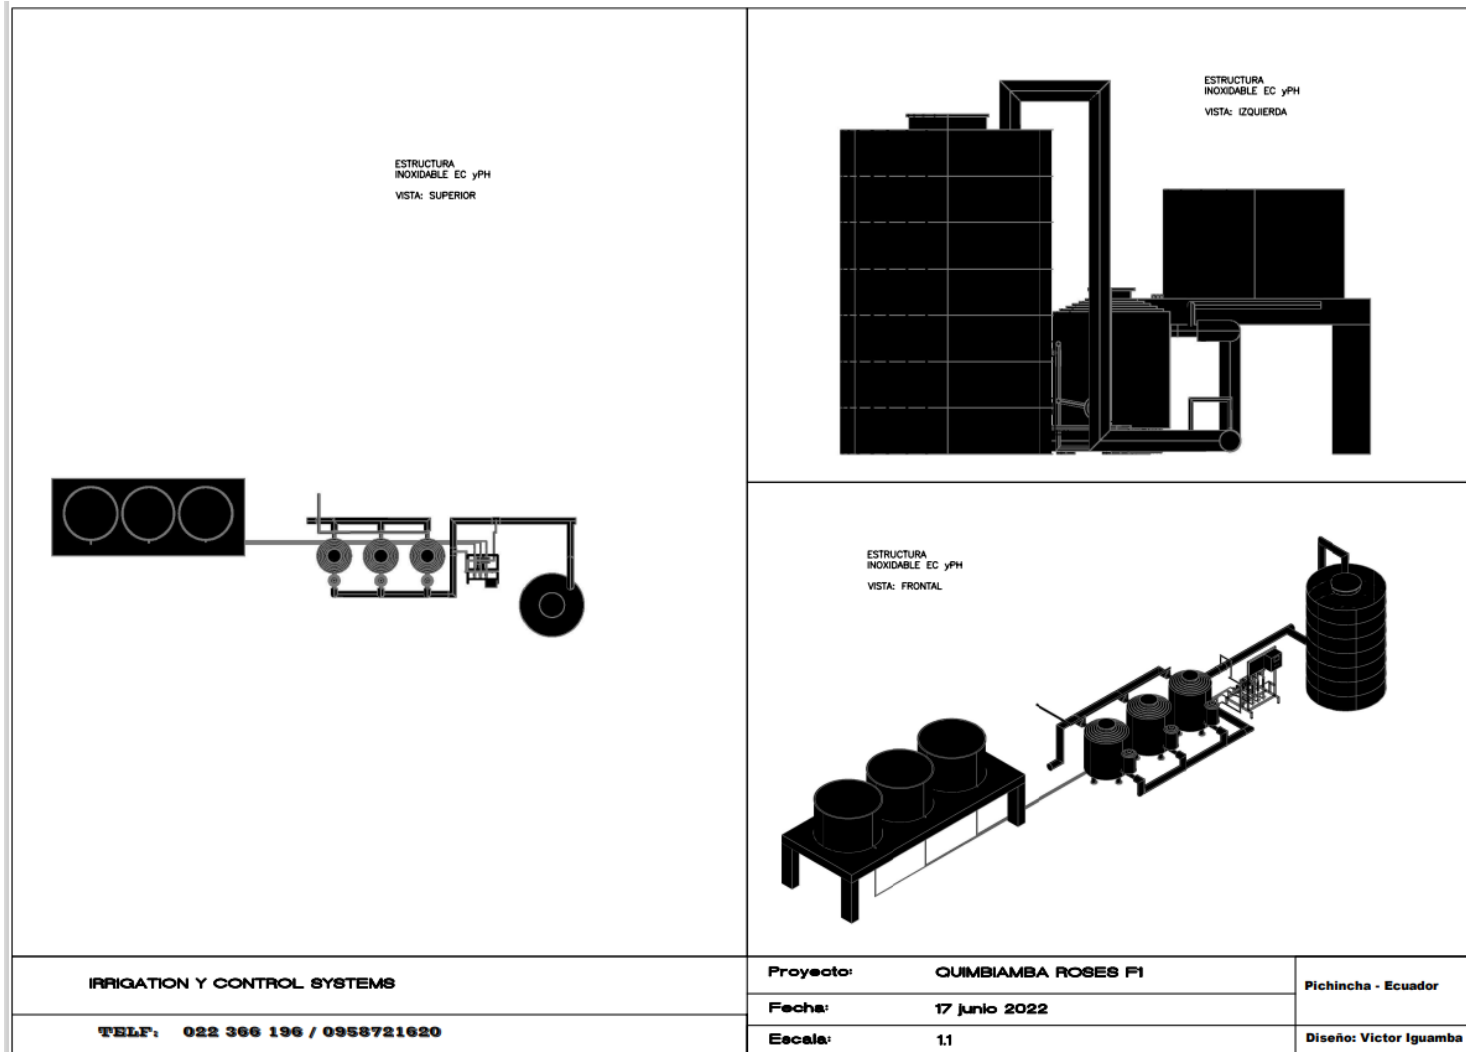 ESTRUCTURA
INOXIDABLE EC yPH
VISTA: SUPERIOR
ESTRUCTURA
INOXIDABLE EC yPH
VISTA: IZQUIERDA
ESTRUCTURA
INOXIDABLE EC yPH
VISTA: FRONTAL
IRRIGATION Y CONTROL SYSTEMS
TELF: 022 366 196 / 0958721620
Proyecto: QUIMBIAMBA ROSES F1
Fecha: 17 junio 2022
Escala: 1.1
Pichincha - Ecuador
Diseño: Victor Iguamba